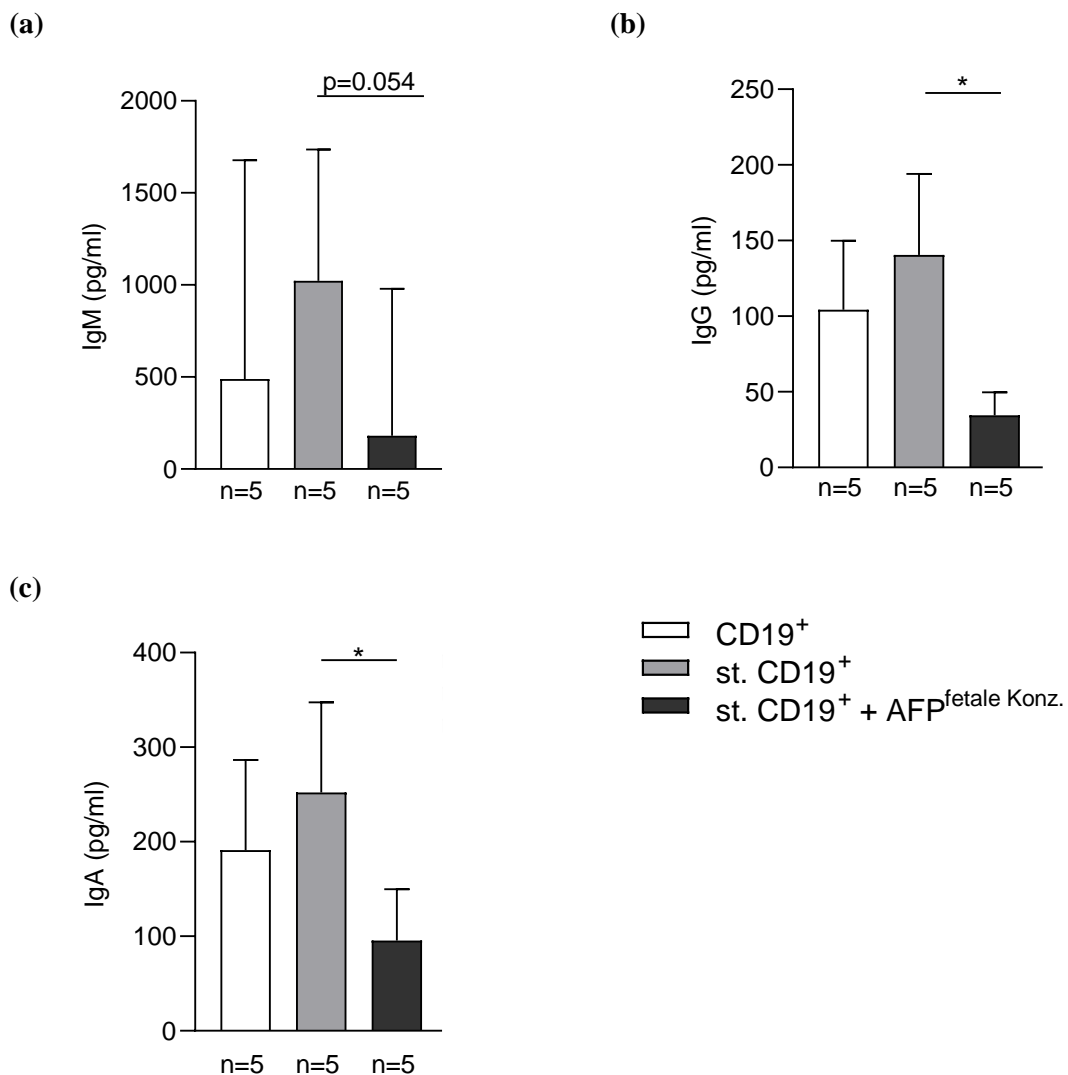 (a)
p=0.054
2000
1500
1000
500
0
IgM (pg/ml)
n=5 n=5 n=5
(b)
*
250
200
150
100
50
0
IgG (pg/ml)
n=5 n=5 n=5
(c)
*
400
300
200
100
0
IgA (pg/ml)
n=5 n=5 n=5
CD19⁺
st. CD19⁺
st. CD19⁺ + AFP^fetale Konz.